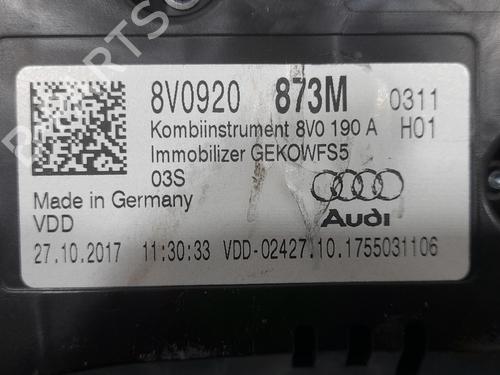 8V0920 873M 0311
Kombiinstrument 8V0 190 A H01
Immobilizer GEKOWFS5
03S
Made in Germany
VDD
Audi
27.10.2017 11:30:33 VDD-02427.10.1755031106